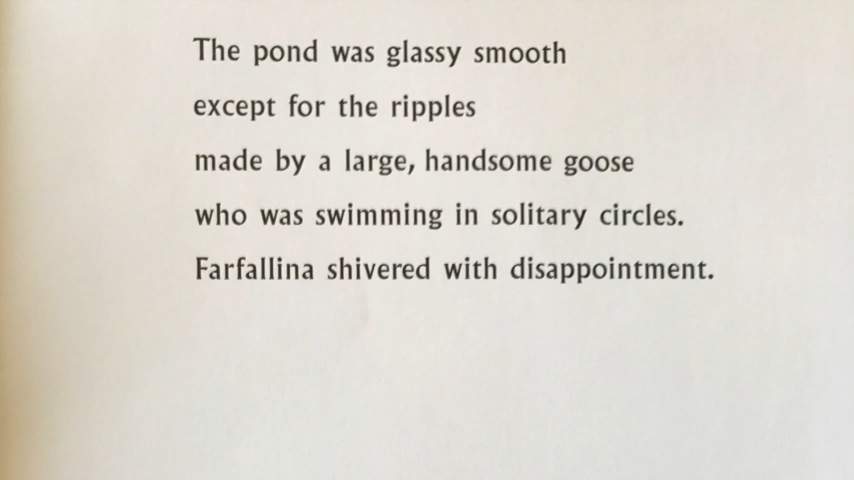 The pond was glassy smooth
except for the ripples
made by a large, handsome goose
who was swimming in solitary circles.
Farfallina shivered with disappointment.